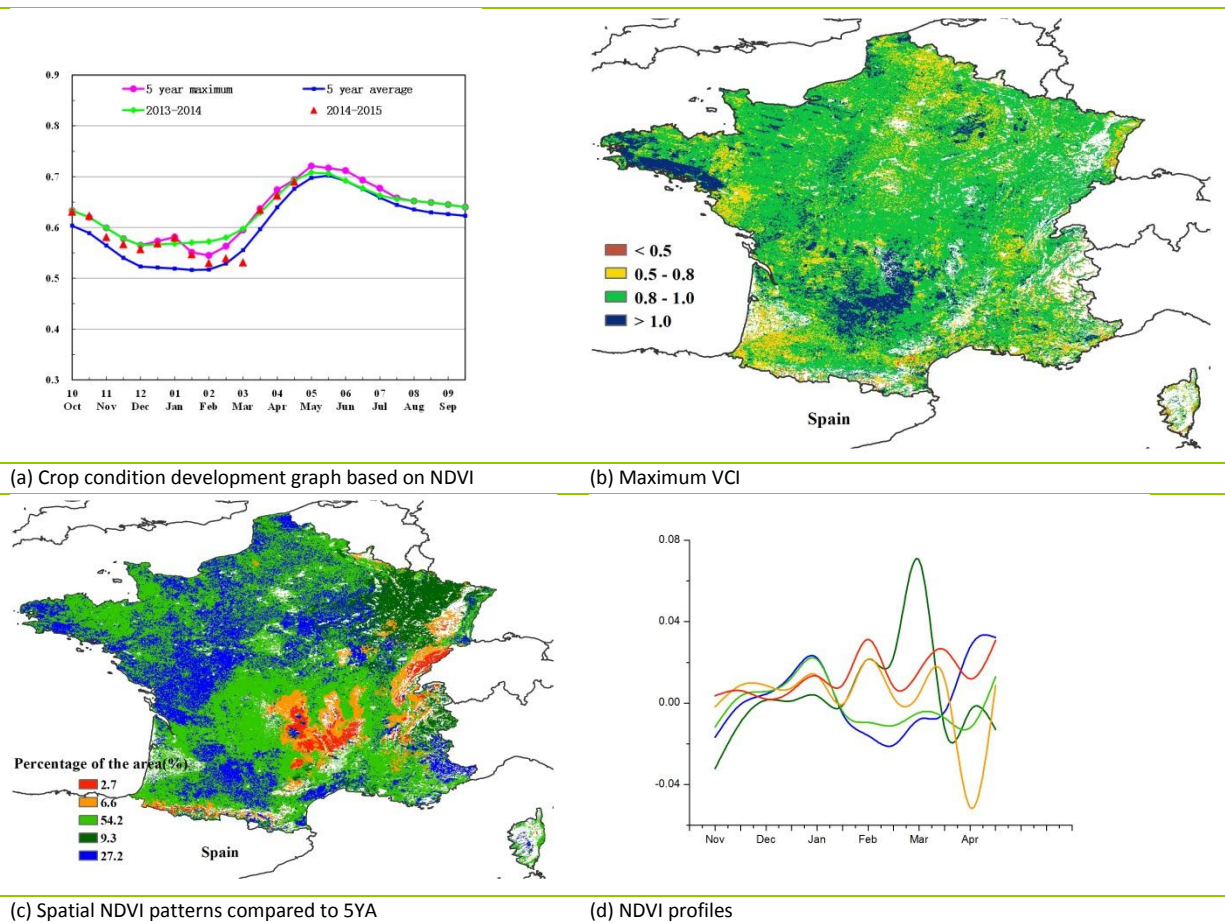 0.9
5 year maximum
5 year average
2013-2014
2014-2015
0.8
0.7
0.6
0.5
0.4
0.3
10 11 12 01 02 03 04 05 06 07 08 09
Oct Nov Dec Jan Feb Mar Apr May Jun Jul Aug Sep
< 0.5
0.5 - 0.8
0.8 - 1.0
> 1.0
Spain
(a) Crop condition development graph based on NDVI
(b) Maximum VCI
Percentage of the area(%)
2.7
6.6
54.2
9.3
27.2
Spain
0.08
0.04
0.00
-0.04
Nov Dec Jan Feb Mar Apr
(c) Spatial NDVI patterns compared to 5YA
(d) NDVI profiles